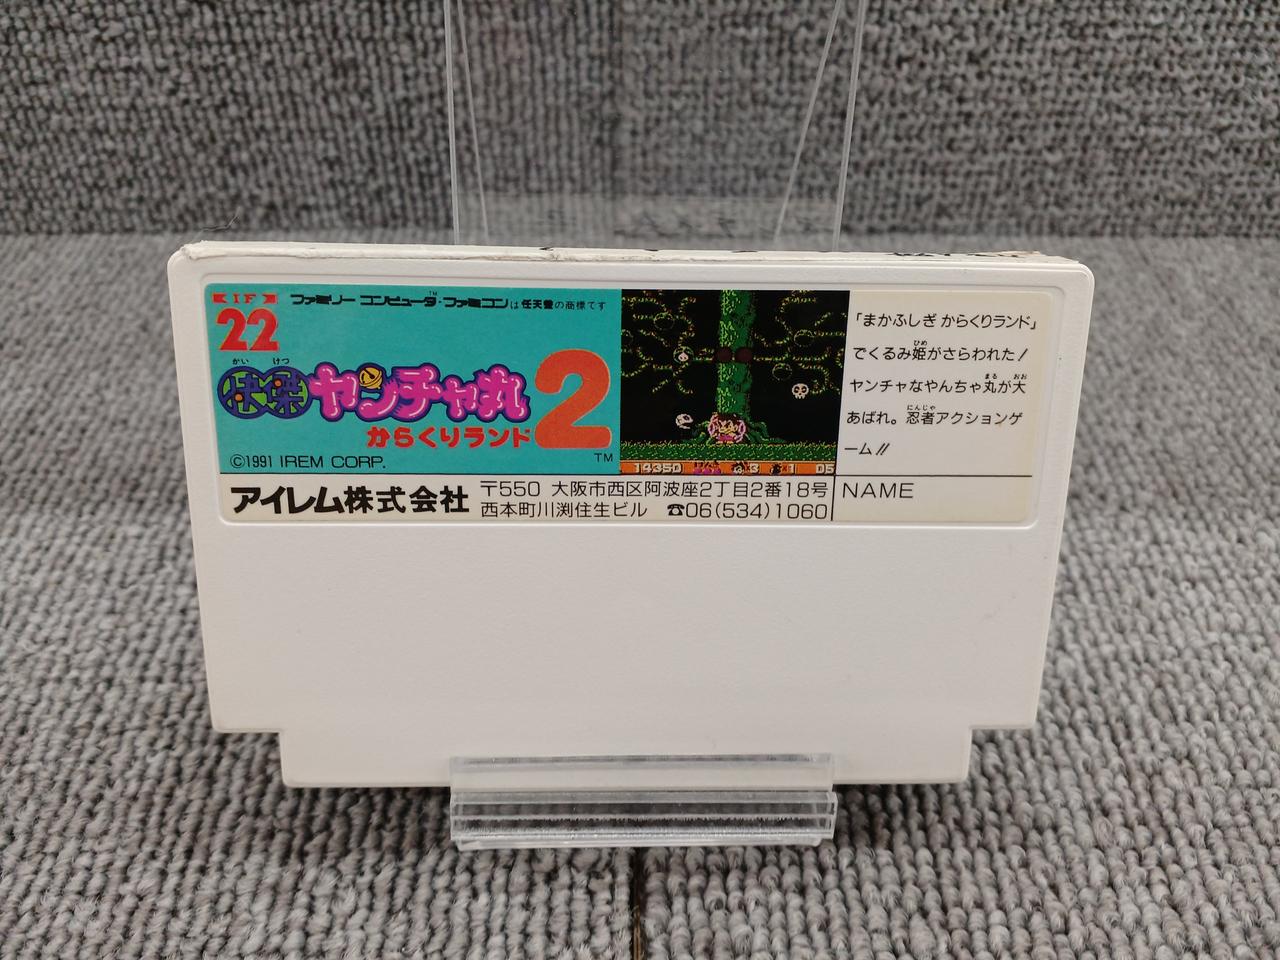 IF
22
ファミリー コンピュータ・ファミコンは任天堂の商標です
TM
かい けつ
快傑ヤンチャ丸2
からくりランド
TM
©1991 IREM CORP.
14350
3
1
05
「まかふしぎ からくりランド」
でくるみ姫がさらわれた!
ひめ
ヤンチャなやんちゃ丸が大
まる おお
あばれ。忍者アクションゲ
にんじゃ
ーム!!
アイレム株式会社
〒550 大阪市西区阿波座2丁目2番18号
西本町川渕住生ビル ☎06(534)1060
NAME